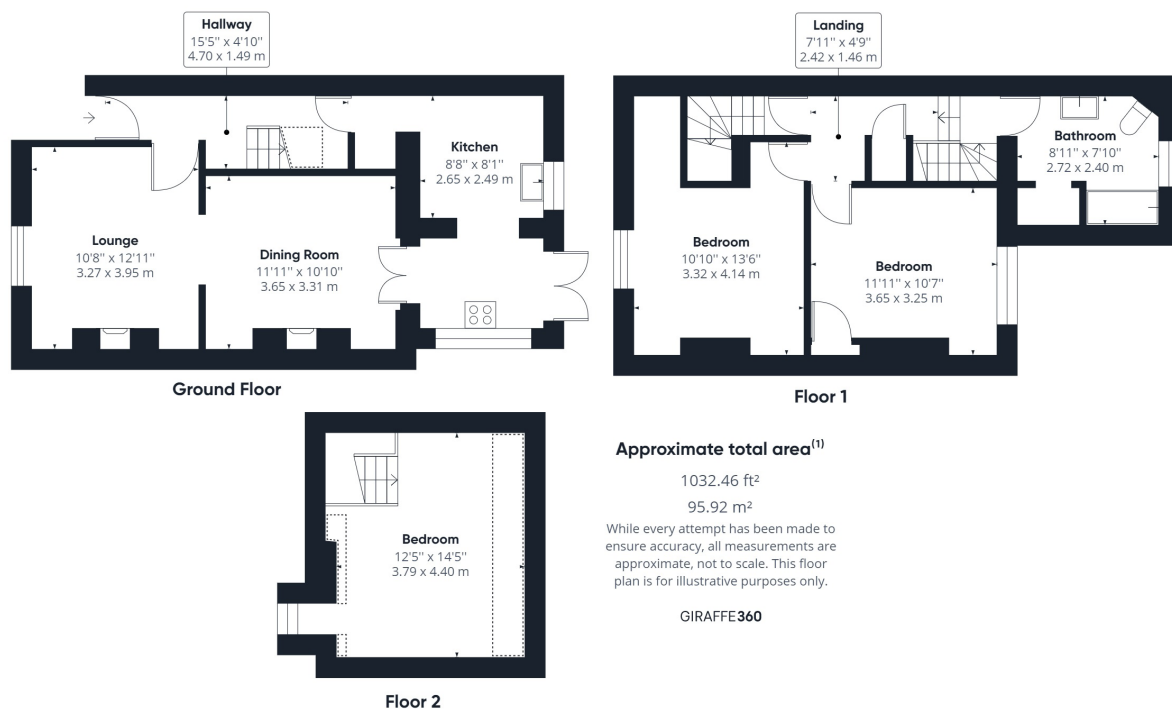 Hallway
15'5" x 4'10"
4.70 x 1.49 m
Kitchen
8'8" x 8'1"
2.65 x 2.49 m
Lounge
10'8" x 12'11"
3.27 x 3.95 m
Dining Room
11'11" x 10'10"
3.65 x 3.31 m
Ground Floor
Landing
7'11" x 4'9"
2.42 x 1.46 m
Bathroom
8'11" x 7'10"
2.72 x 2.40 m
Bedroom
10'10" x 13'6"
3.32 x 4.14 m
Bedroom
11'11" x 10'7"
3.65 x 3.25 m
Floor 1
Bedroom
12'5" x 14'5"
3.79 x 4.40 m
Floor 2
Approximate total area(1)
1032.46 ft²
95.92 m²
While every attempt has been made to
ensure accuracy, all measurements are
approximate, not to scale. This floor
plan is for illustrative purposes only.
GIRAFFE360